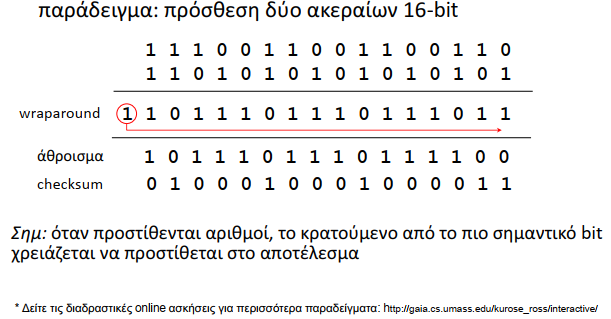 παράδειγμα: πρόσθεση δύο ακεραίων 16-bit
1 1 1 0 0 1 1 0 0 1 1 0 0 1 1 0
1 1 0 1 0 1 0 1 0 1 0 1 0 1 0 1
wraparound 1 1 0 1 1 1 0 1 1 1 0 1 1 1 0 1 1
άθροισμα 1 0 1 1 1 0 1 1 1 0 1 1 1 1 0 0
checksum 0 1 0 0 0 1 0 0 0 1 0 0 0 0 1 1
Σημ: όταν προστίθενται αριθμοί, το κρατούμενο από το πιο σημαντικό bit
χρειάζεται να προστίθεται στο αποτέλεσμα
* Δείτε τις διαδραστικές online ασκήσεις για περισσότερα παραδείγματα: http://gaia.cs.umass.edu/kurose_ross/interactive/